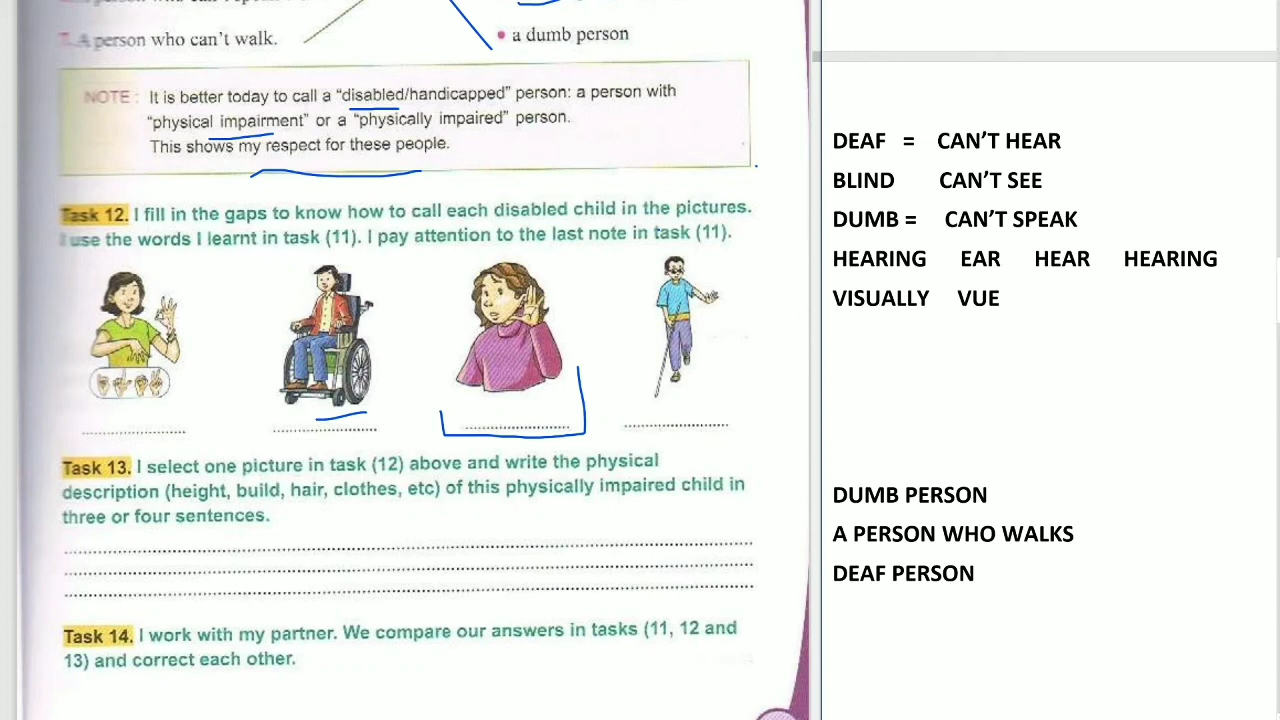 7. A person who can't walk.
• a dumb person
NOTE : It is better today to call a “disabled/handicapped” person: a person with
“physical impairment” or a “physically impaired” person.
This shows my respect for these people.
Task 12. I fill in the gaps to know how to call each disabled child in the pictures.
I use the words I learnt in task (11). I pay attention to the last note in task (11).
Task 13. I select one picture in task (12) above and write the physical
description (height, build, hair, clothes, etc) of this physically impaired child in
three or four sentences.
Task 14. I work with my partner. We compare our answers in tasks (11, 12 and
13) and correct each other.
DEAF = CAN’T HEAR
BLIND CAN’T SEE
DUMB = CAN’T SPEAK
HEARING EAR HEAR HEARING
VISUALLY VUE
DUMB PERSON
A PERSON WHO WALKS
DEAF PERSON